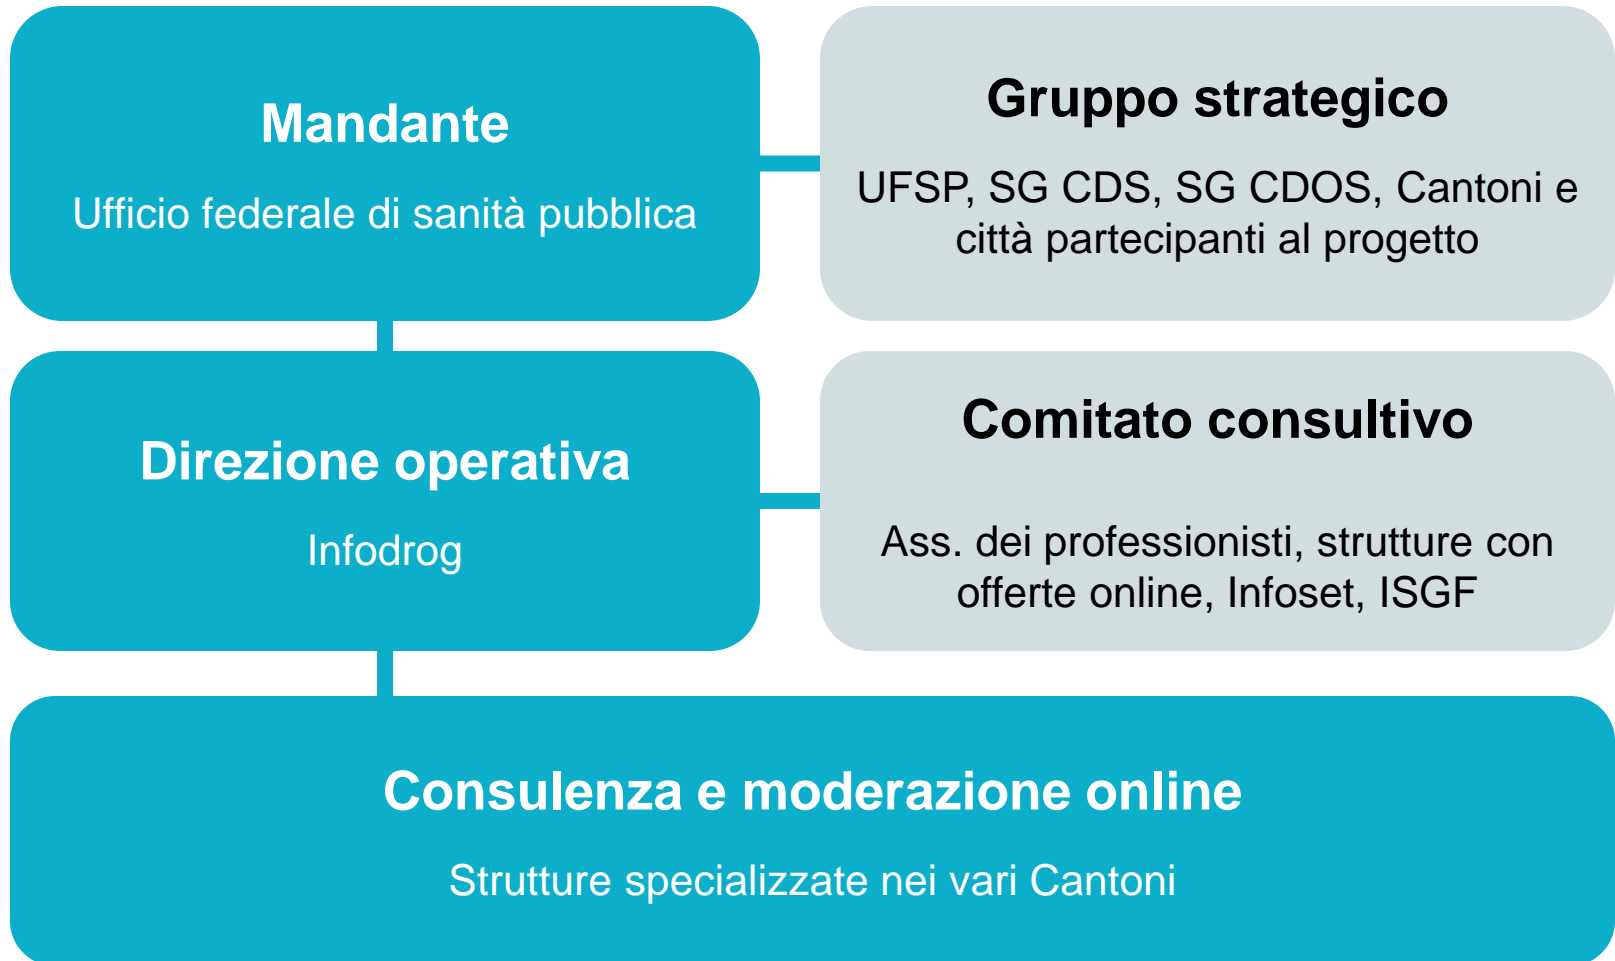 Mandante
Ufficio federale di sanità pubblica
Gruppo strategico
UFSP, SG CDS, SG CDOS, Cantoni e
città partecipanti al progetto
Direzione operativa
Infodrog
Comitato consultivo
Ass. dei professionisti, strutture con
offerte online, Infoset, ISGF
Consulenza e moderazione online
Strutture specializzate nei vari Cantoni